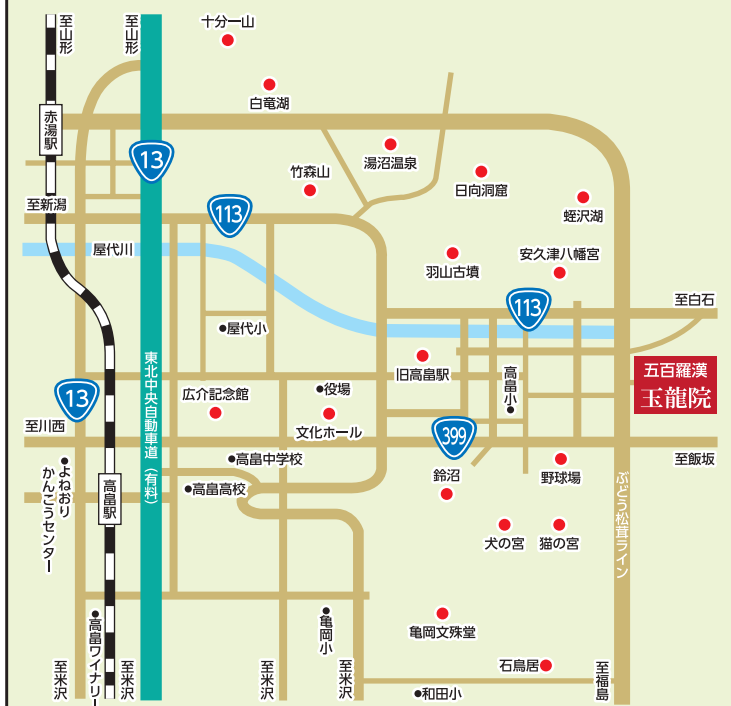 至山形
至山形
十分一山
白竜湖
赤湯駅
13
湯沼温泉
竹森山
日向洞窟
蛭沢湖
至新潟
113
屋代川
羽山古墳
安久津八幡宮
至白石
113
屋代小
東北中央自動車道（有料）
旧高畠駅
高畠小
五百羅漢
玉龍院
13
広介記念館
役場
文化ホール
至川西
399
高畠中学校
至飯坂
よねおり
かんこうセンター
高畠駅
高畠高校
鈴沼
野球場
ぶどう松茸ライン
犬の宮
猫の宮
高畠ワイナリー
亀岡小
亀岡文殊堂
石鳥居
至米沢
至米沢
至米沢
至米沢
至福島
和田小